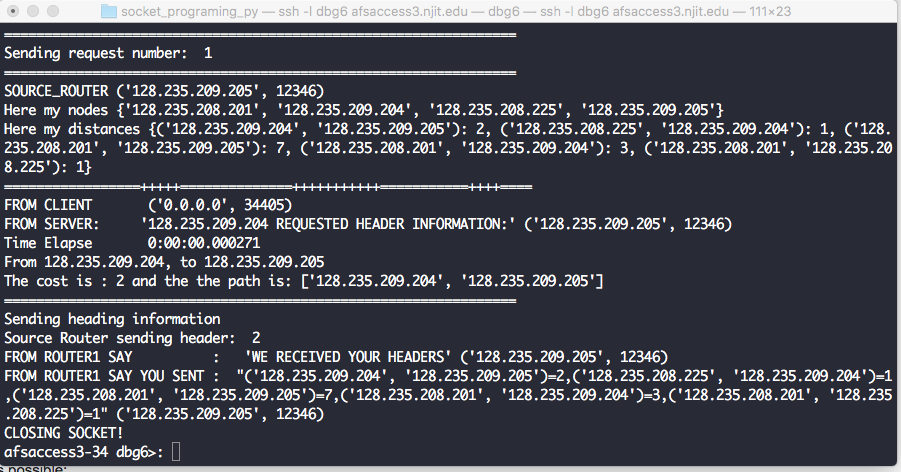 socket_programing_py — ssh -l dbg6 afsaccess3.njit.edu — dbg6 — ssh -l dbg6 afsaccess3.njit.edu — 111×23
Sending request number:  1
SOURCE_ROUTER ('128.235.209.205', 12346)
Here my nodes {'128.235.208.201', '128.235.209.204', '128.235.208.225', '128.235.209.205'}
Here my distances {('128.235.209.204', '128.235.209.205'): 2, ('128.235.208.225', '128.235.209.204'): 1, ('128.
235.208.201', '128.235.209.205'): 7, ('128.235.208.201', '128.235.209.204'): 3, ('128.235.208.201', '128.235.20
8.225'): 1}
=================+++++==============+++++++++++===========++++====
FROM CLIENT       ('0.0.0.0', 34405)
FROM SERVER:     '128.235.209.204 REQUESTED HEADER INFORMATION:' ('128.235.209.205', 12346)
Time Elapse       0:00:00.000271
From 128.235.209.204, to 128.235.209.205
The cost is : 2 and the the path is: ['128.235.209.204', '128.235.209.205']
Sending heading information
Source Router sending header:  2
FROM ROUTER1 SAY          :   'WE RECEIVED YOUR HEADERS' ('128.235.209.205', 12346)
FROM ROUTER1 SAY YOU SENT :  "('128.235.209.204', '128.235.209.205')=2,('128.235.208.225', '128.235.209.204')=1
,('128.235.208.201', '128.235.209.205')=7,('128.235.208.201', '128.235.209.204')=3,('128.235.208.201', '128.235
.208.225')=1" ('128.235.209.205', 12346)
CLOSING SOCKET!
afsaccess3-34 dbg6>:
possible: